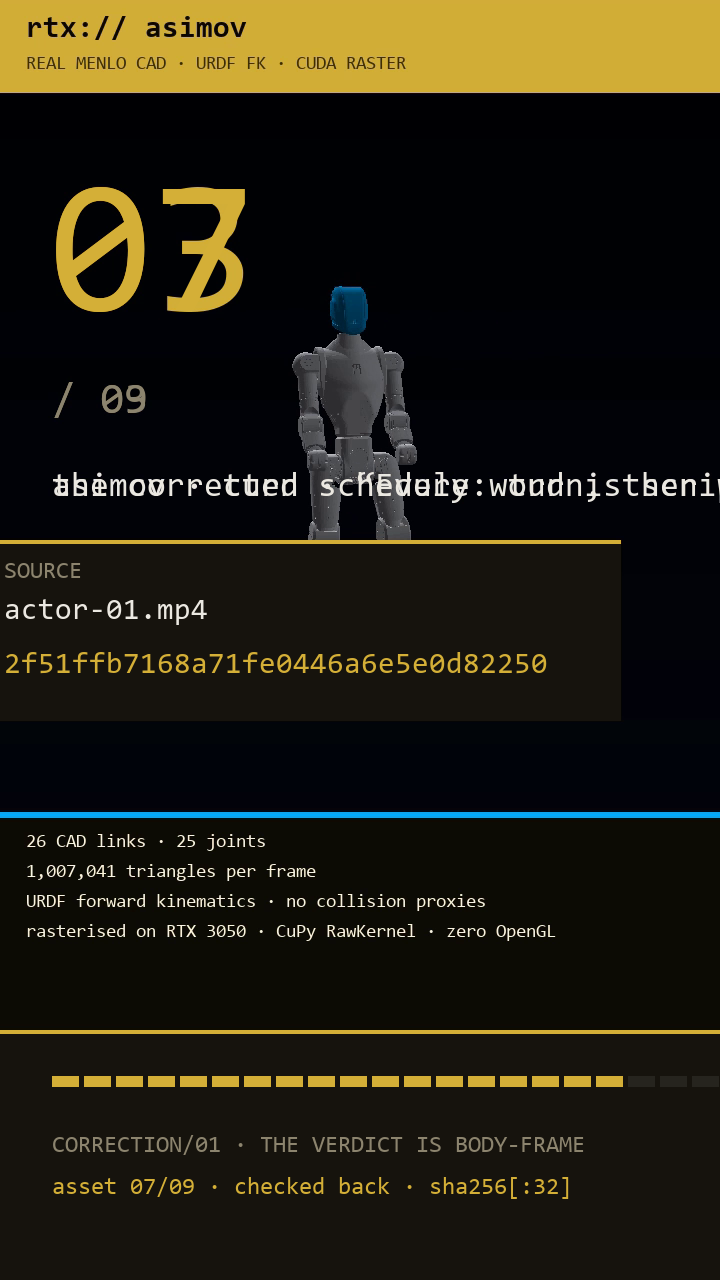 rtx:// asimov
REAL MENLO CAD · URDF FK · CUDA RASTER
/ 09
SOURCE
actor-01.mp4
2f51ffb7168a71fe0446a6e5e0d82250
26 CAD links · 25 joints
1,007,041 triangles per frame
URDF forward kinematics · no collision proxies
rasterised on RTX 3050 · CuPy RawKernel · zero OpenGL
CORRECTION/01 · THE VERDICT IS BODY-FRAME
asset 07/09 · checked back · sha256[:32]